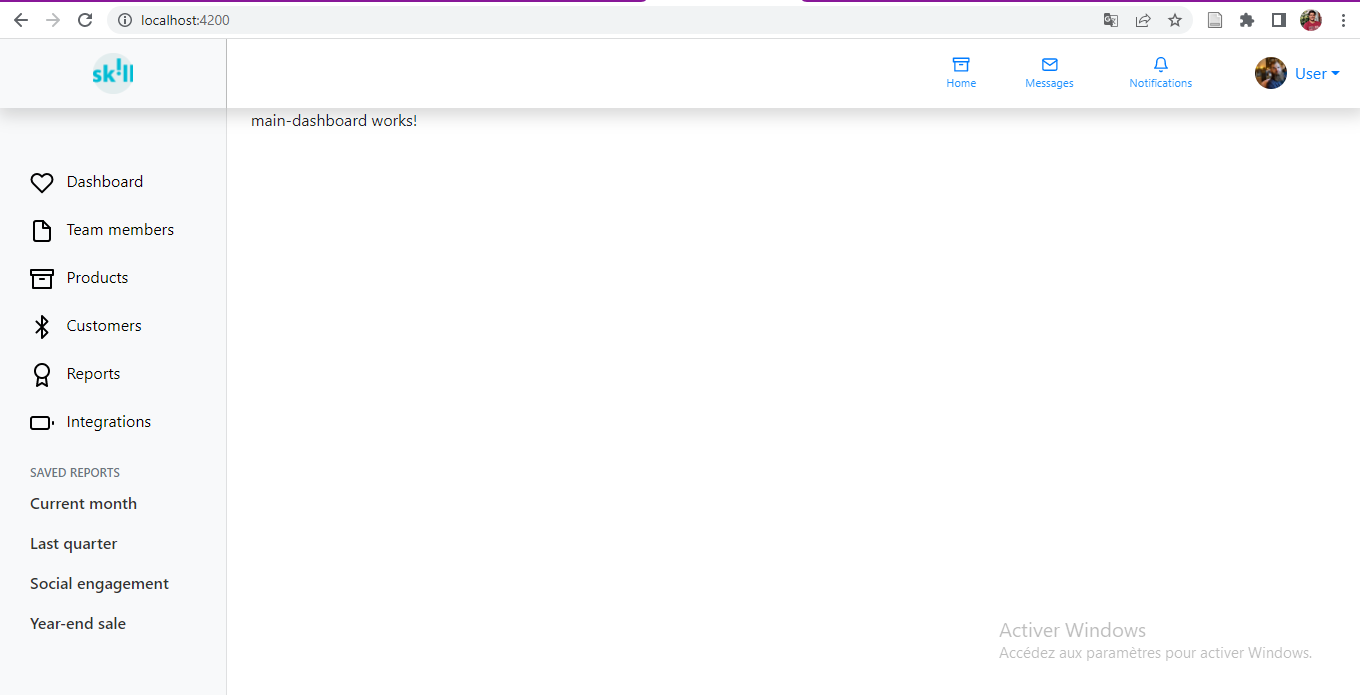 localhost:4200
sk!ll
Home
Messages
Notifications
User
main-dashboard works!
Dashboard
Team members
Products
Customers
Reports
Integrations
SAVED REPORTS
Current month
Last quarter
Social engagement
Year-end sale
Activer Windows
Accédez aux paramètres pour activer Windows.